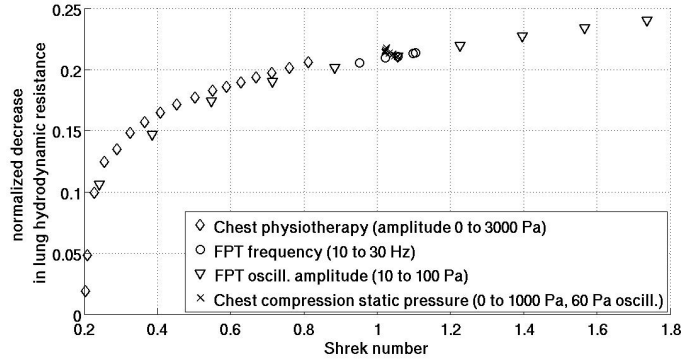 normalized decrease
in lung hydrodynamic resistance
0.25
0.2
0.15
0.1
0.05
0
◇ Chest physiotherapy (amplitude 0 to 3000 Pa)
○ FPT frequency (10 to 30 Hz)
▽ FPT oscill. amplitude (10 to 100 Pa)
× Chest compression static pressure (0 to 1000 Pa, 60 Pa oscill.)
0.2 0.4 0.6 0.8 1 1.2 1.4 1.6 1.8
Shrek number